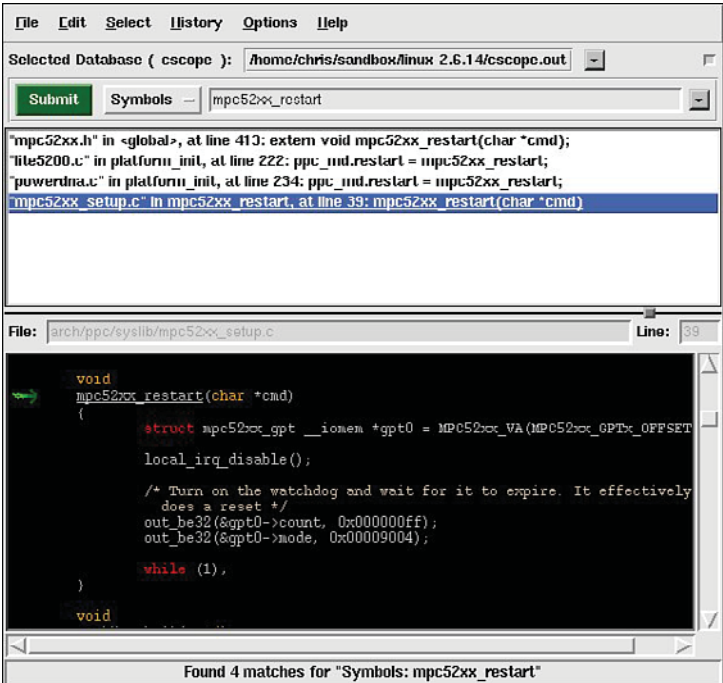 File Edit Select History Options Help
Selected Database ( cscope ): /home/chris/sandbox/linux 2.6.14/cscope.out
Submit Symbols mpc52xx_restart
"mpc52xx.h" in <global>, at line 413: extern void mpc52xx_restart(char *cmd);
"lite5200.c" in platform_init, at line 222: ppc_md.restart = mpc52xx_restart;
"powerdna.c" in platform_init, at line 234: ppc_md.restart = mpc52xx_restart;
"mpc52xx_setup.c" in mpc52xx_restart, at line 39: mpc52xx_restart(char *cmd)
File: arch/ppc/syslib/mpc52xx_setup.c Line: 39
void
mpc52xx_restart(char *cmd)
{
struct mpc52xx_gpt __iomem *gpt0 = MPC52xx_VA(MPC52xx_GPTx_OFFSET
local_irq_disable();
/* Turn on the watchdog and wait for it to expire. It effectively
does a reset */
out_be32(&gpt0->count, 0x000000ff);
out_be32(&gpt0->mode, 0x00009004);
while (1);
}
void
Found 4 matches for "Symbols: mpc52xx_restart"